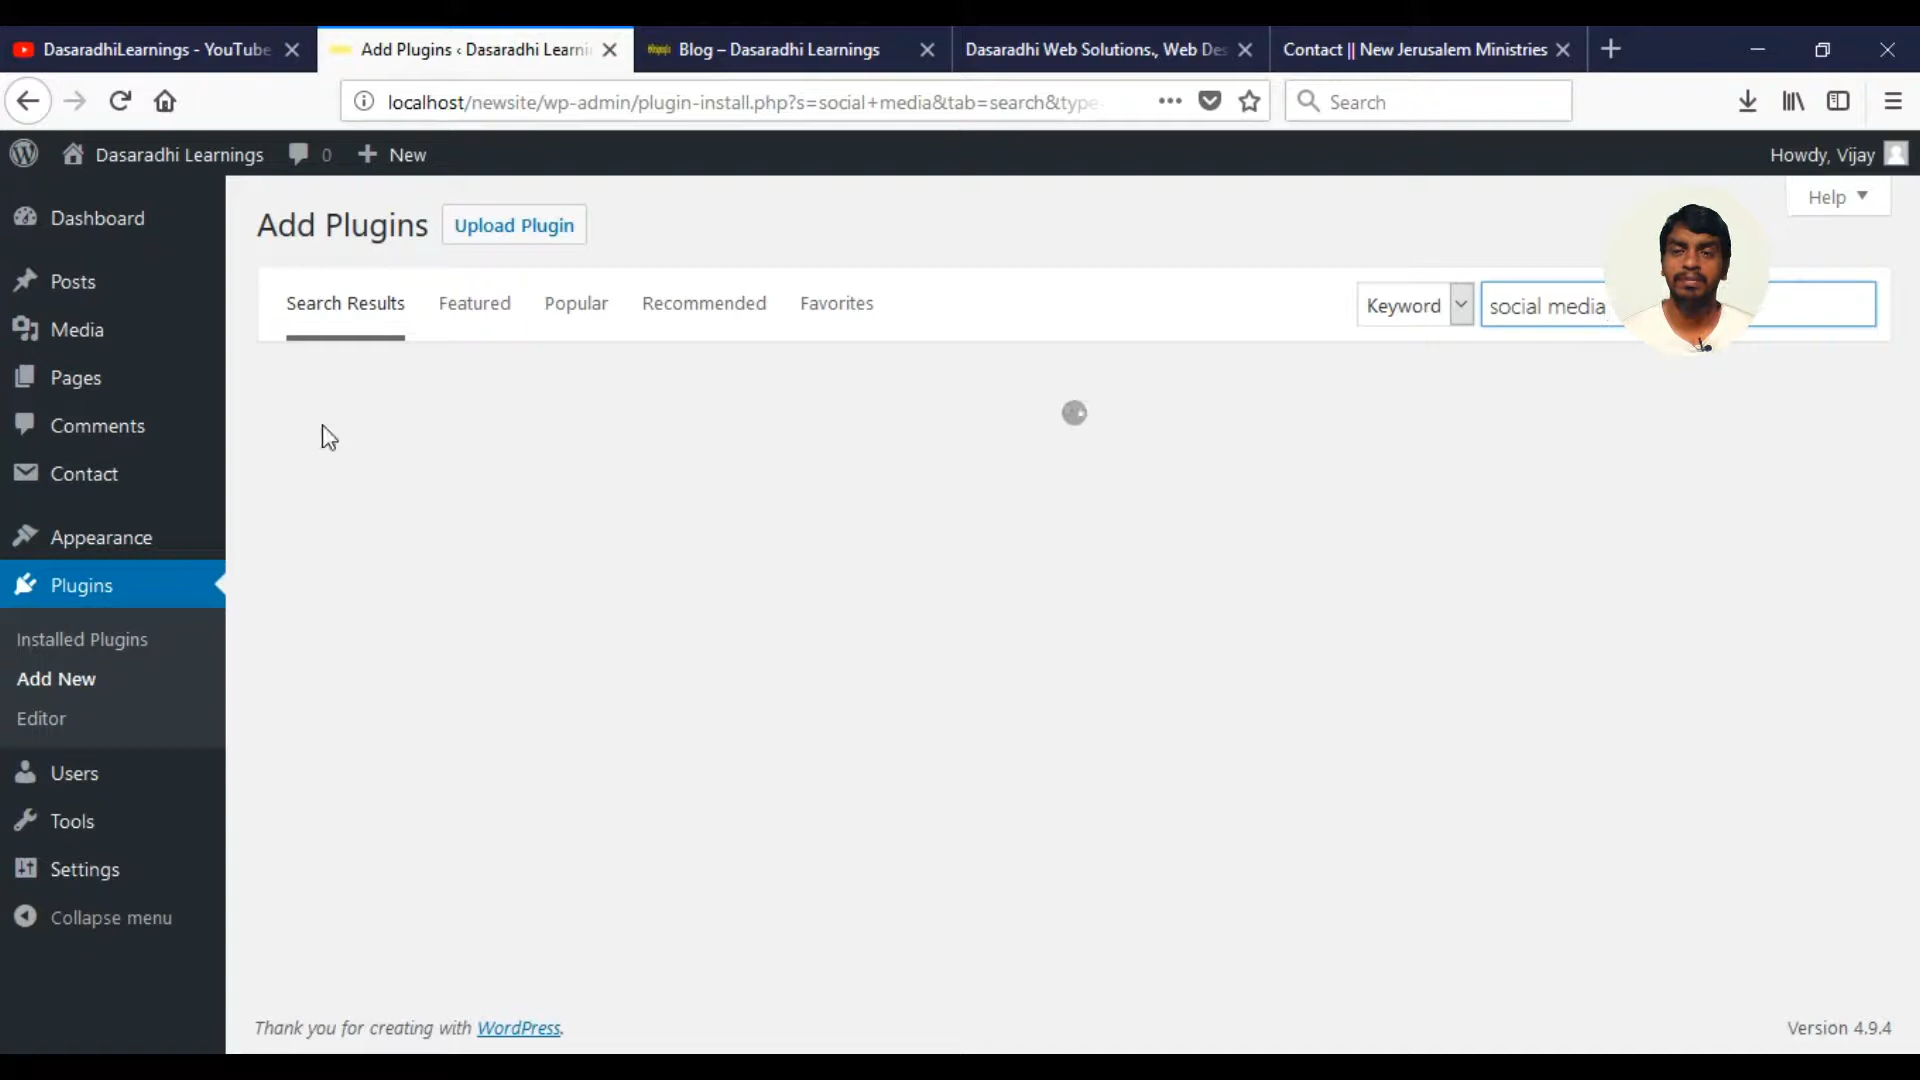 DasaradhiLearnings - YouTube
Add Plugins ‹ Dasaradhi Learni
Blog – Dasaradhi Learnings
Dasaradhi Web Solutions., Web Des
Contact || New Jerusalem Ministries
localhost/newsite/wp-admin/plugin-install.php?s=social+media&tab=search&type
Search
Dasaradhi Learnings
0
New
Howdy, Vijay
Help
Add Plugins
Upload Plugin
Search Results
Featured
Popular
Recommended
Favorites
Keyword
social media
Dashboard
Posts
Media
Pages
Comments
Contact
Appearance
Plugins
Installed Plugins
Add New
Editor
Users
Tools
Settings
Collapse menu
Thank you for creating with WordPress.
Version 4.9.4